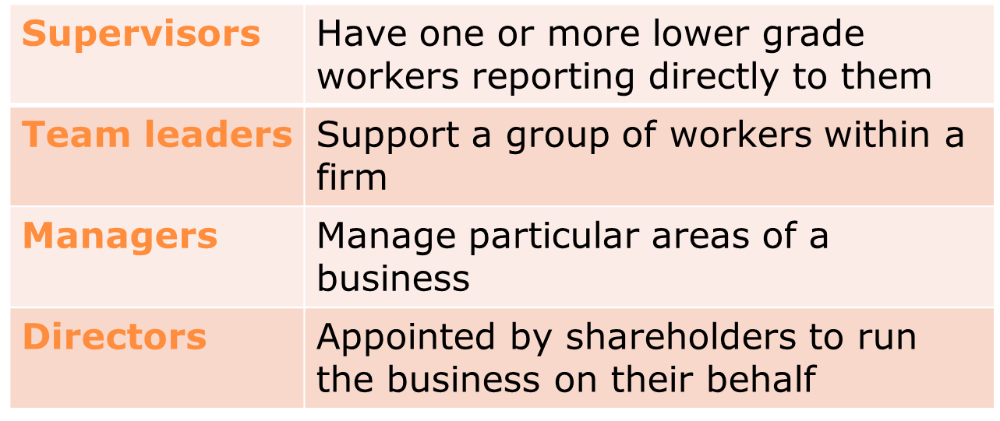 Supervisors
Have one or more lower grade
workers reporting directly to them
Team leaders
Support a group of workers within a
firm
Managers
Manage particular areas of a
business
Directors
Appointed by shareholders to run
the business on their behalf